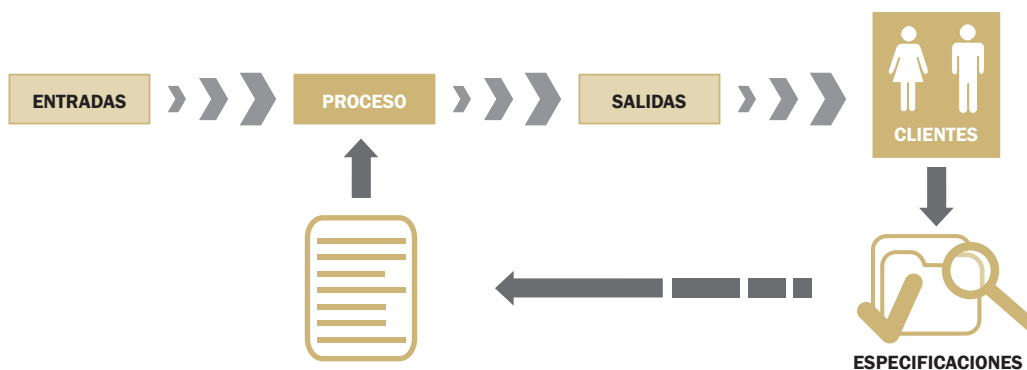 ENTRADAS
PROCESO
SALIDAS
CLIENTES
ESPECIFICACIONES